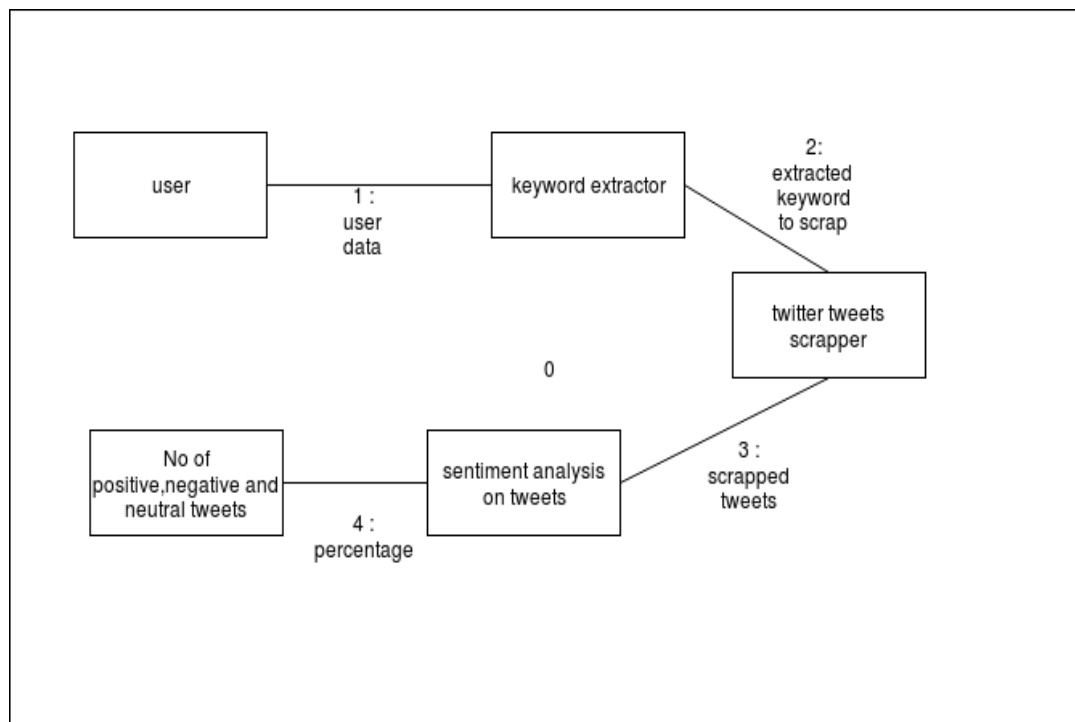 user
1 :
user
data
keyword extractor
2:
extracted
keyword
to scrap
twitter tweets
scrapper
0
3 :
scrapped
tweets
sentiment analysis
on tweets
4 :
percentage
No of
positive,negative and
neutral tweets